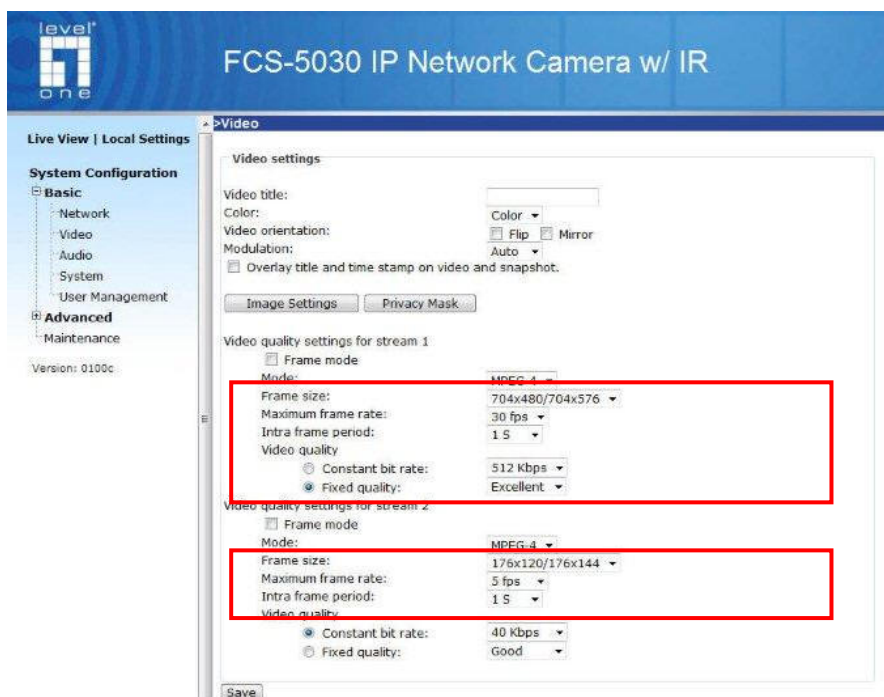 level
one
FCS-5030 IP Network Camera w/ IR
Live View | Local Settings
System Configuration
Basic
Network
Video
Audio
System
User Management
Advanced
Maintenance
Version: 0100c
>Video
Video settings
Video title:
Color: Color
Video orientation: Flip Mirror
Modulation: Auto
Overlay title and time stamp on video and snapshot.
Image Settings Privacy Mask
Video quality settings for stream 1
Frame mode
Mode: MPEG-4
Frame size: 704x480/704x576
Maximum frame rate: 30 fps
Intra frame period: 1 S
Video quality
Constant bit rate: 512 Kbps
Fixed quality: Excellent
Video quality settings for stream 2
Frame mode
Mode: MPEG-4
Frame size: 176x120/176x144
Maximum frame rate: 5 fps
Intra frame period: 1 S
Video quality
Constant bit rate: 40 Kbps
Fixed quality: Good
Save